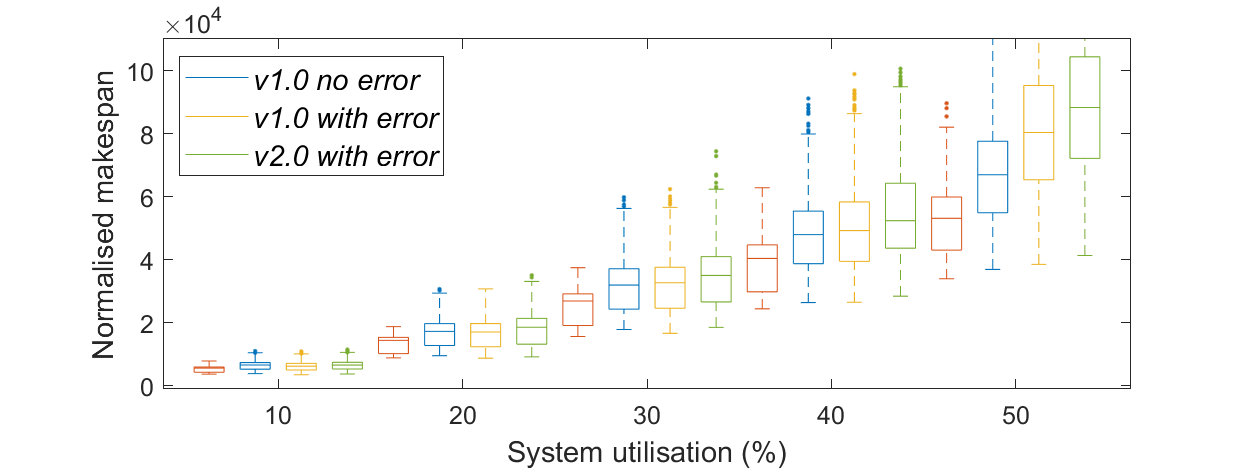 ×10⁴
10
8
6
4
2
0
Normalised makespan
v1.0 no error
v1.0 with error
v2.0 with error
10 20 30 40 50
System utilisation (%)